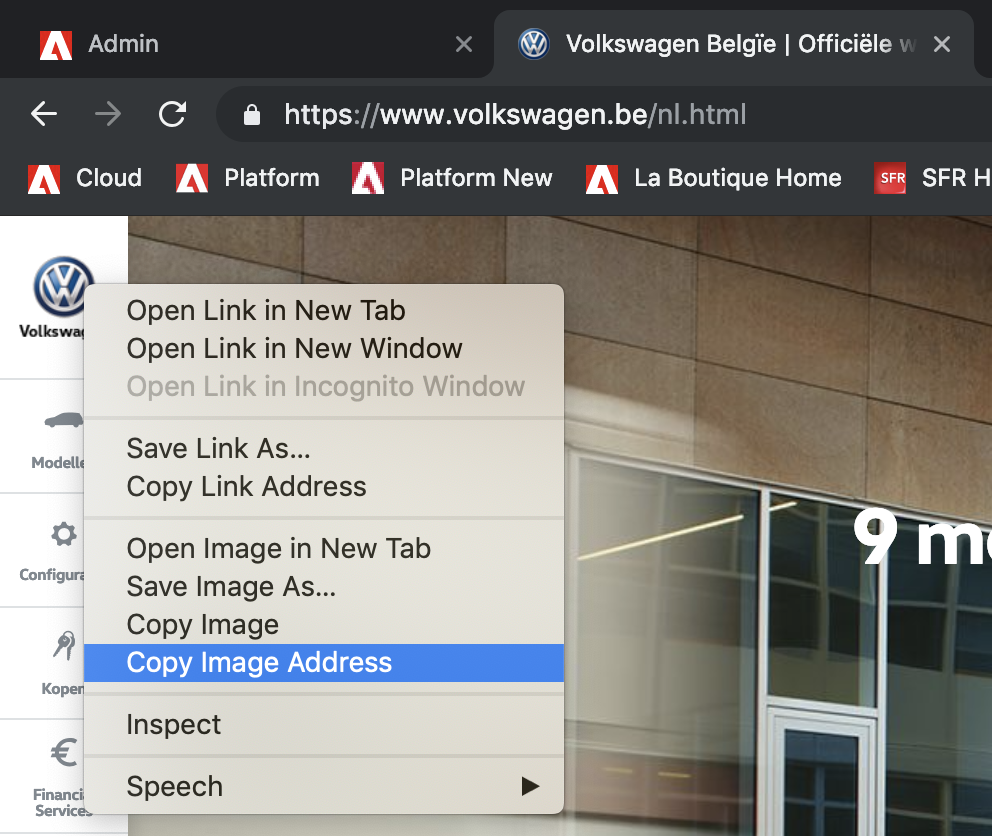 Admin
Volkswagen Belgïe | Officiële w
https://www.volkswagen.be/nl.html
Cloud
Platform
Platform New
La Boutique Home
SFR
SFR H
Volkswag
Open Link in New Tab
Open Link in New Window
Open Link in Incognito Window
Save Link As...
Copy Link Address
Open Image in New Tab
Save Image As...
Copy Image
Copy Image Address
Inspect
Speech
Modelle
Configura
Kopen
Financi
Services
9 m